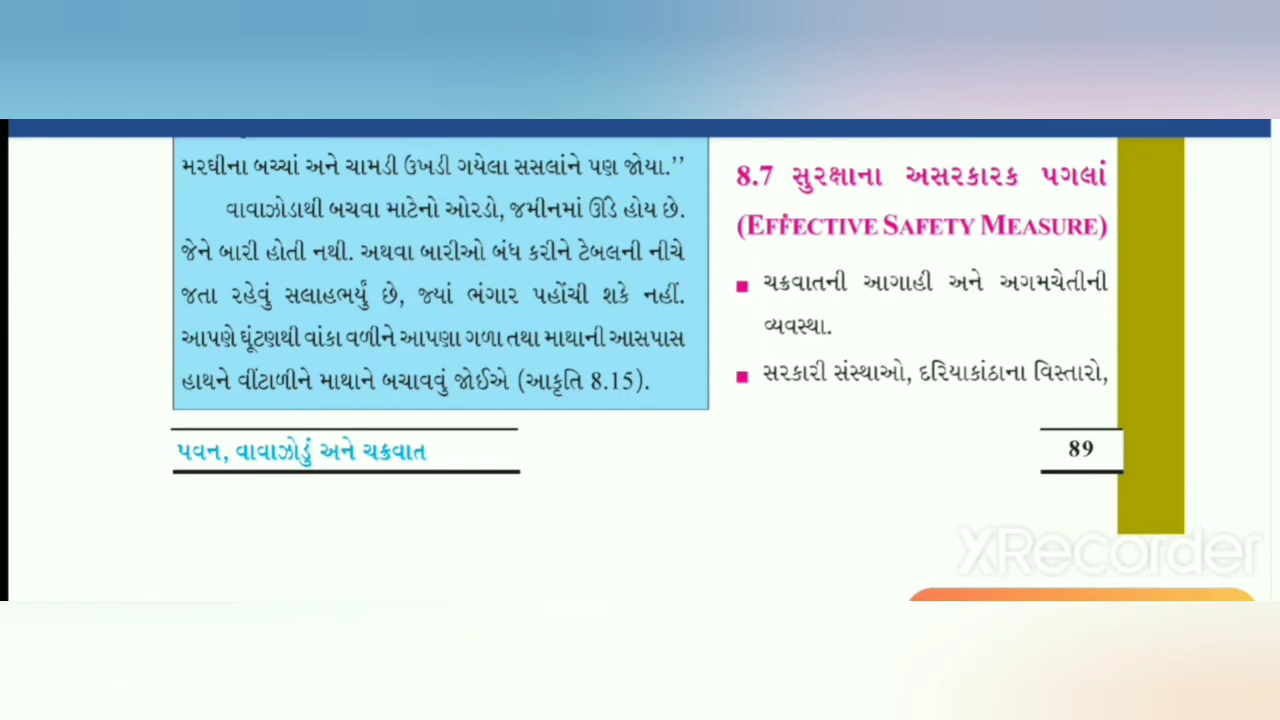 મરઘીના બચ્ચાં અને ચામડી ઉખડી ગયેલા સસલાંને પણ જોયા.’’
વાવાઝોડાથી બચવા માટેનો ઓરડો, જમીનમાં ઊંડે હોય છે.
જેને બારી હોતી નથી. અથવા બારીઓ બંધ કરીને ટેબલની નીચે
જતા રહેવું સલાહભર્યું છે, જ્યાં ભંગાર પહોંચી શકે નહીં.
આપણે ઘૂંટણથી વાંકા વળીને આપણા ગળા તથા માથાની આસપાસ
હાથને વીંટાળીને માથાને બચાવવું જોઈએ (આકૃતિ 8.15).
8.7 સુરક્ષાના અસરકારક પગલાં
(EFFECTIVE SAFETY MEASURE)
■ ચક્રવાતની આગાહી અને અગમચેતીની
વ્યવસ્થા.
■ સરકારી સંસ્થાઓ, દરિયાકાંઠાના વિસ્તારો,
પવન, વાવાઝોડું અને ચક્રવાત
89
XRecorder